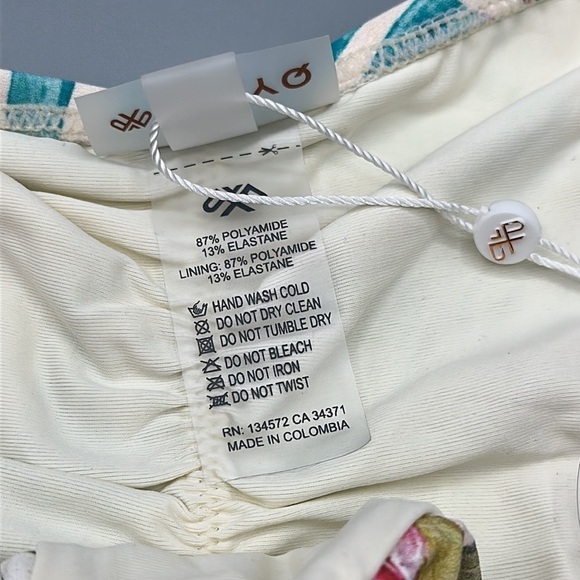 YQ
87% POLYAMIDE
13% ELASTANE
LINING: 87% POLYAMIDE
13% ELASTANE
HAND WASH COLD
DO NOT DRY CLEAN
DO NOT TUMBLE DRY
DO NOT BLEACH
DO NOT IRON
DO NOT TWIST
RN: 134572 CA 34371
MADE IN COLOMBIA